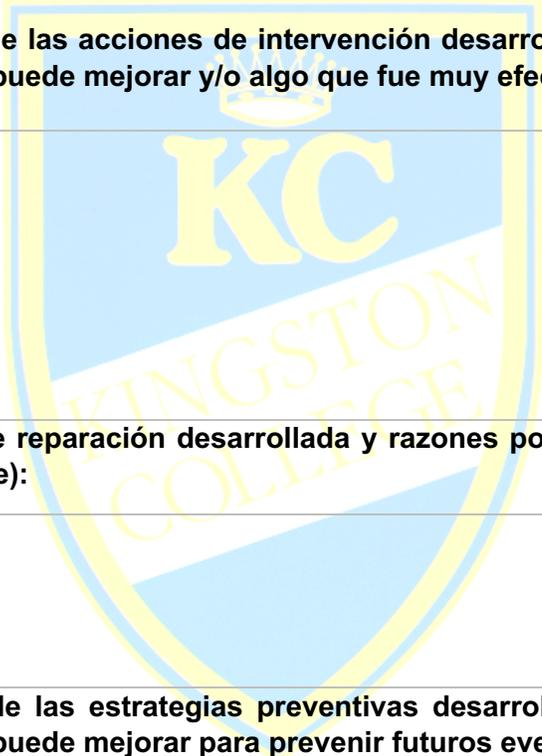 e las acciones de intervención desarro
puede mejorar y/o algo que fue muy efe
KC
KINGSTON
COLLEGE
e reparación desarrollada y razones po
e):
de las estrategias preventivas desarrol
puede mejorar para prevenir futuros eve